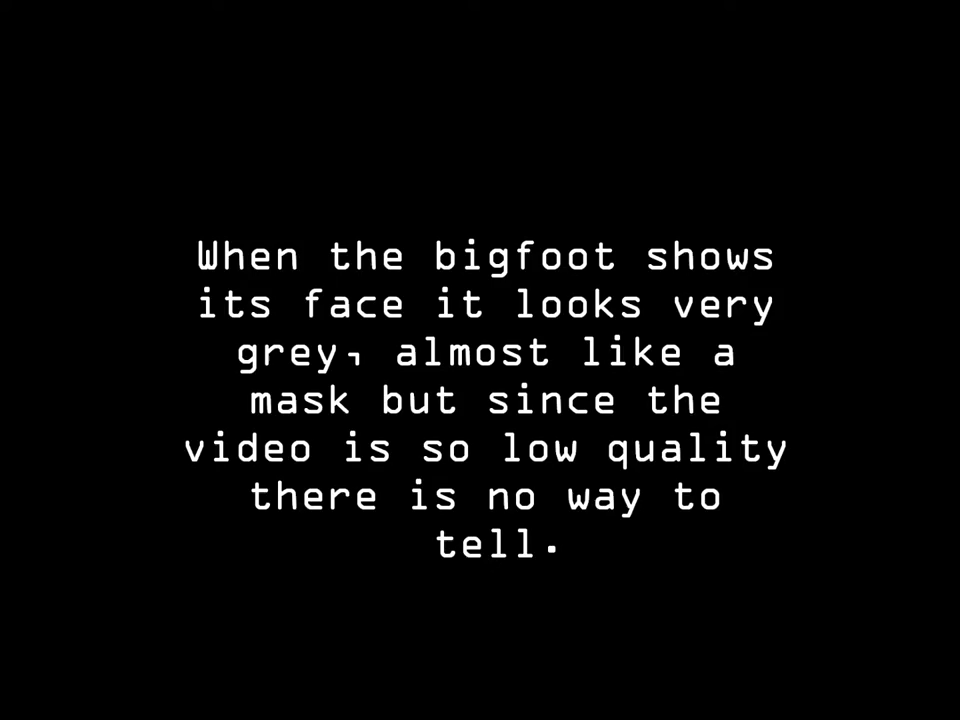 When the bigfoot shows
its face it looks very
grey, almost like a
mask but since the
video is so low quality
there is no way to
tell.